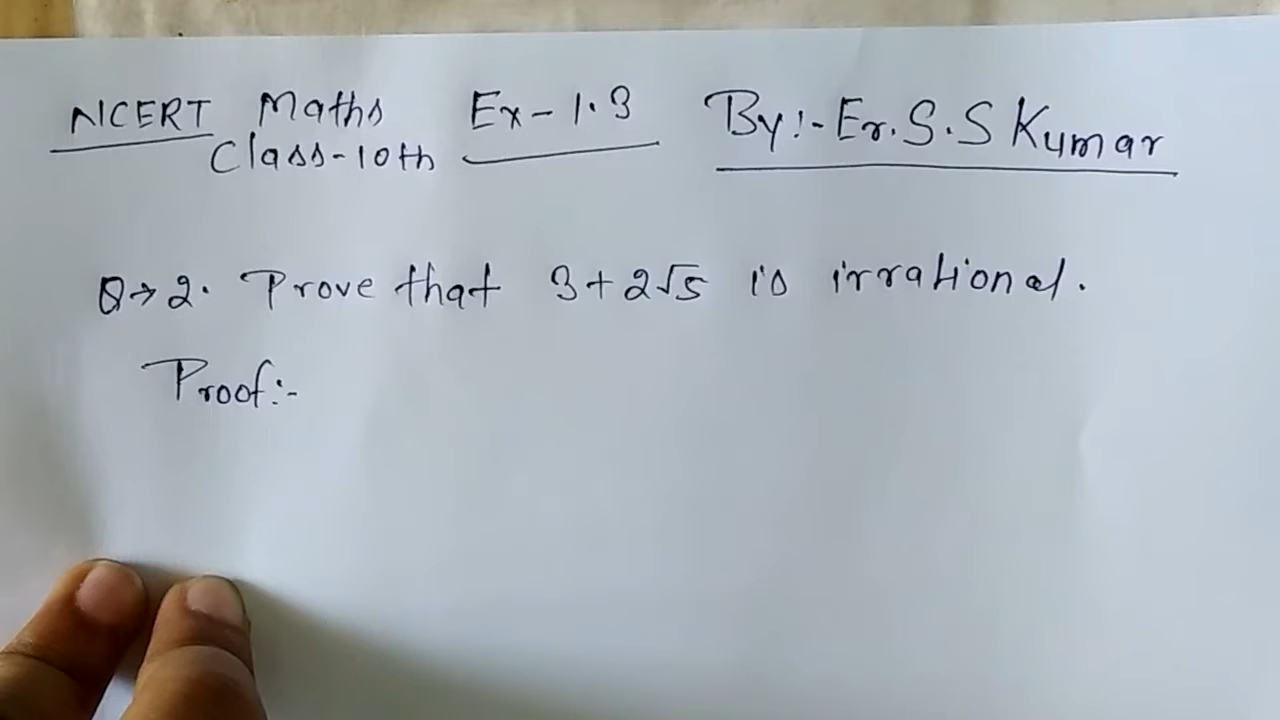 NCERT Maths Ex-1.3 By:-Er.S.S Kumar
Class-10th
Q→2. Prove that 3+2√5 is irrational.
Proof:-